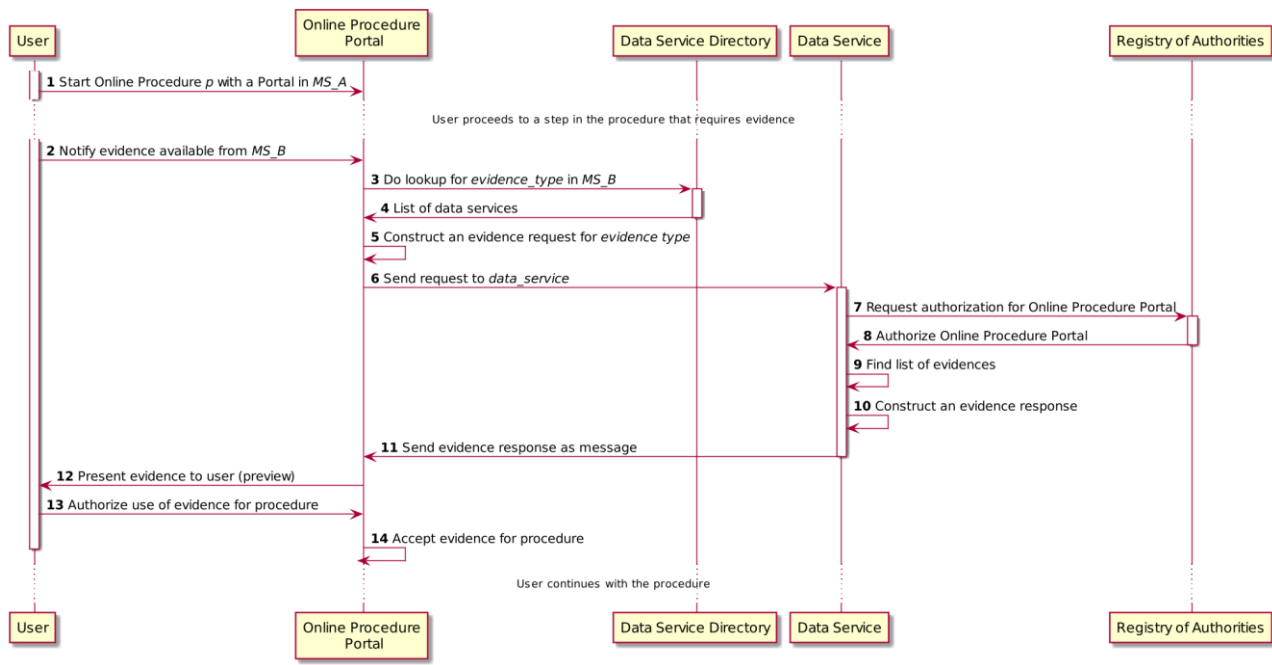 User
Online Procedure
Portal
Data Service Directory
Data Service
Registry of Authorities
1 Start Online Procedure p with a Portal in MS_A
User proceeds to a step in the procedure that requires evidence
2 Notify evidence available from MS_B
3 Do lookup for evidence_type in MS_B
4 List of data services
5 Construct an evidence request for evidence type
6 Send request to data_service
7 Request authorization for Online Procedure Portal
8 Authorize Online Procedure Portal
9 Find list of evidences
10 Construct an evidence response
11 Send evidence response as message
12 Present evidence to user (preview)
13 Authorize use of evidence for procedure
14 Accept evidence for procedure
User continues with the procedure
User
Online Procedure
Portal
Data Service Directory
Data Service
Registry of Authorities